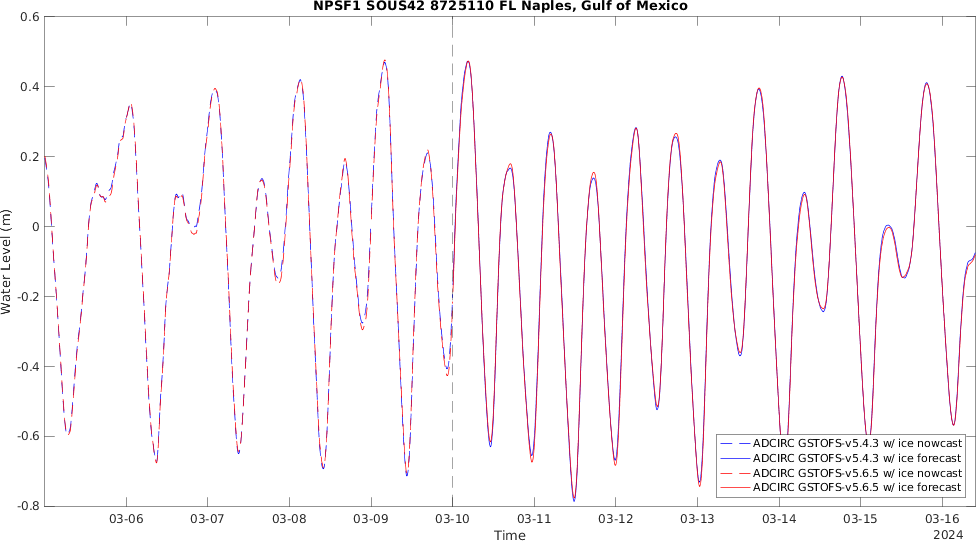 NPSF1 SOUS42 8725110 FL Naples, Gulf of Mexico
0.6
0.4
0.2
0
-0.2
-0.4
-0.6
-0.8
Water Level (m)
ADCIRC GSTOFS-v5.4.3 w/ ice nowcast
ADCIRC GSTOFS-v5.4.3 w/ ice forecast
ADCIRC GSTOFS-v5.6.5 w/ ice nowcast
ADCIRC GSTOFS-v5.6.5 w/ ice forecast
03-06 03-07 03-08 03-09 03-10 03-11 03-12 03-13 03-14 03-15 03-16
Time
2024